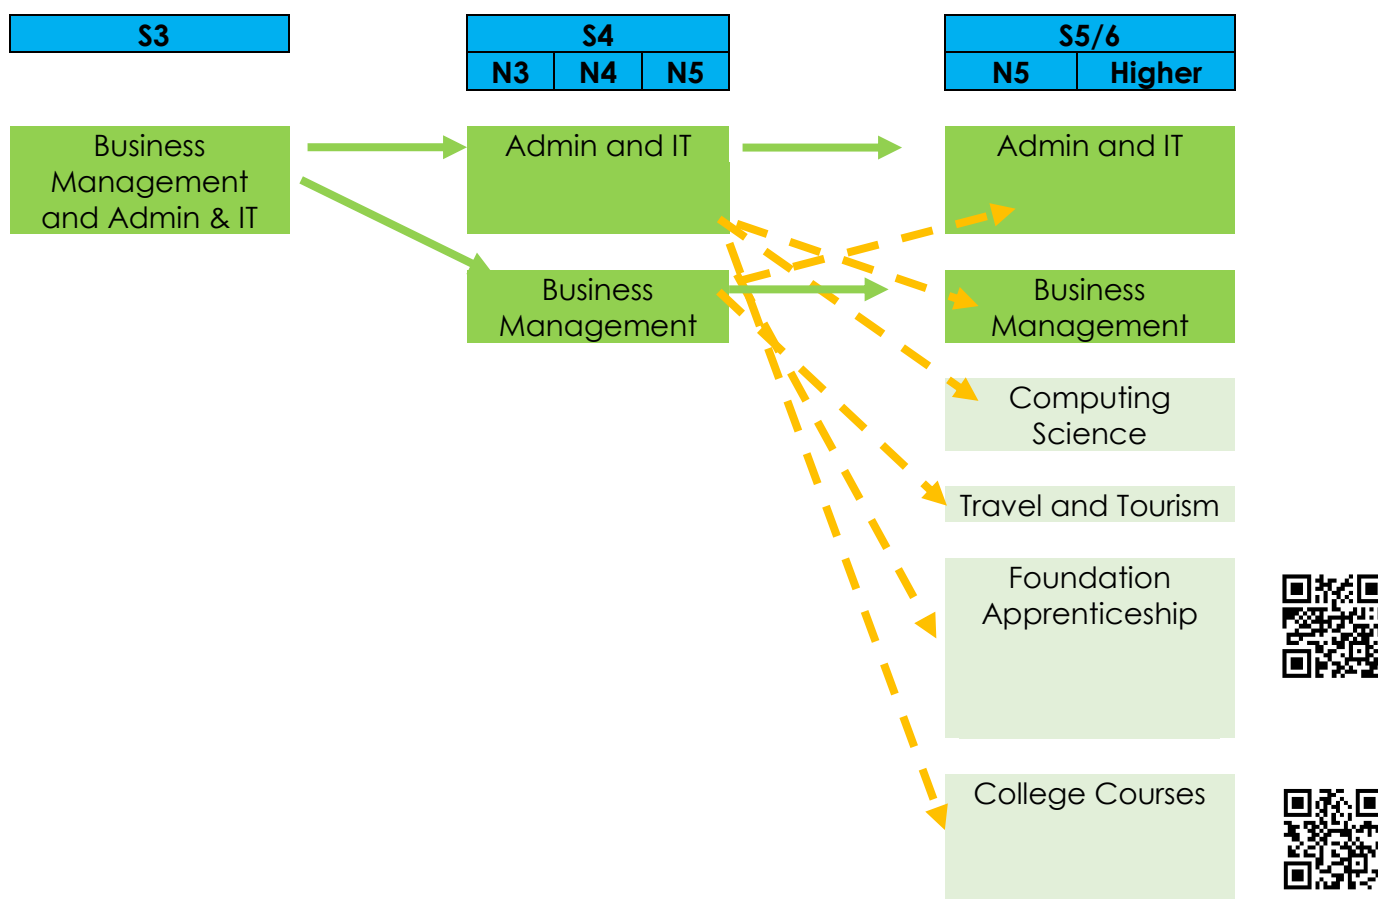 S3
S4
S5/6
N3 N4 N5
N5 Higher
Business
Management
and Admin & IT
Admin and IT
Admin and IT
Business
Management
Business
Management
Computing
Science
Travel and Tourism
Foundation
Apprenticeship
College Courses